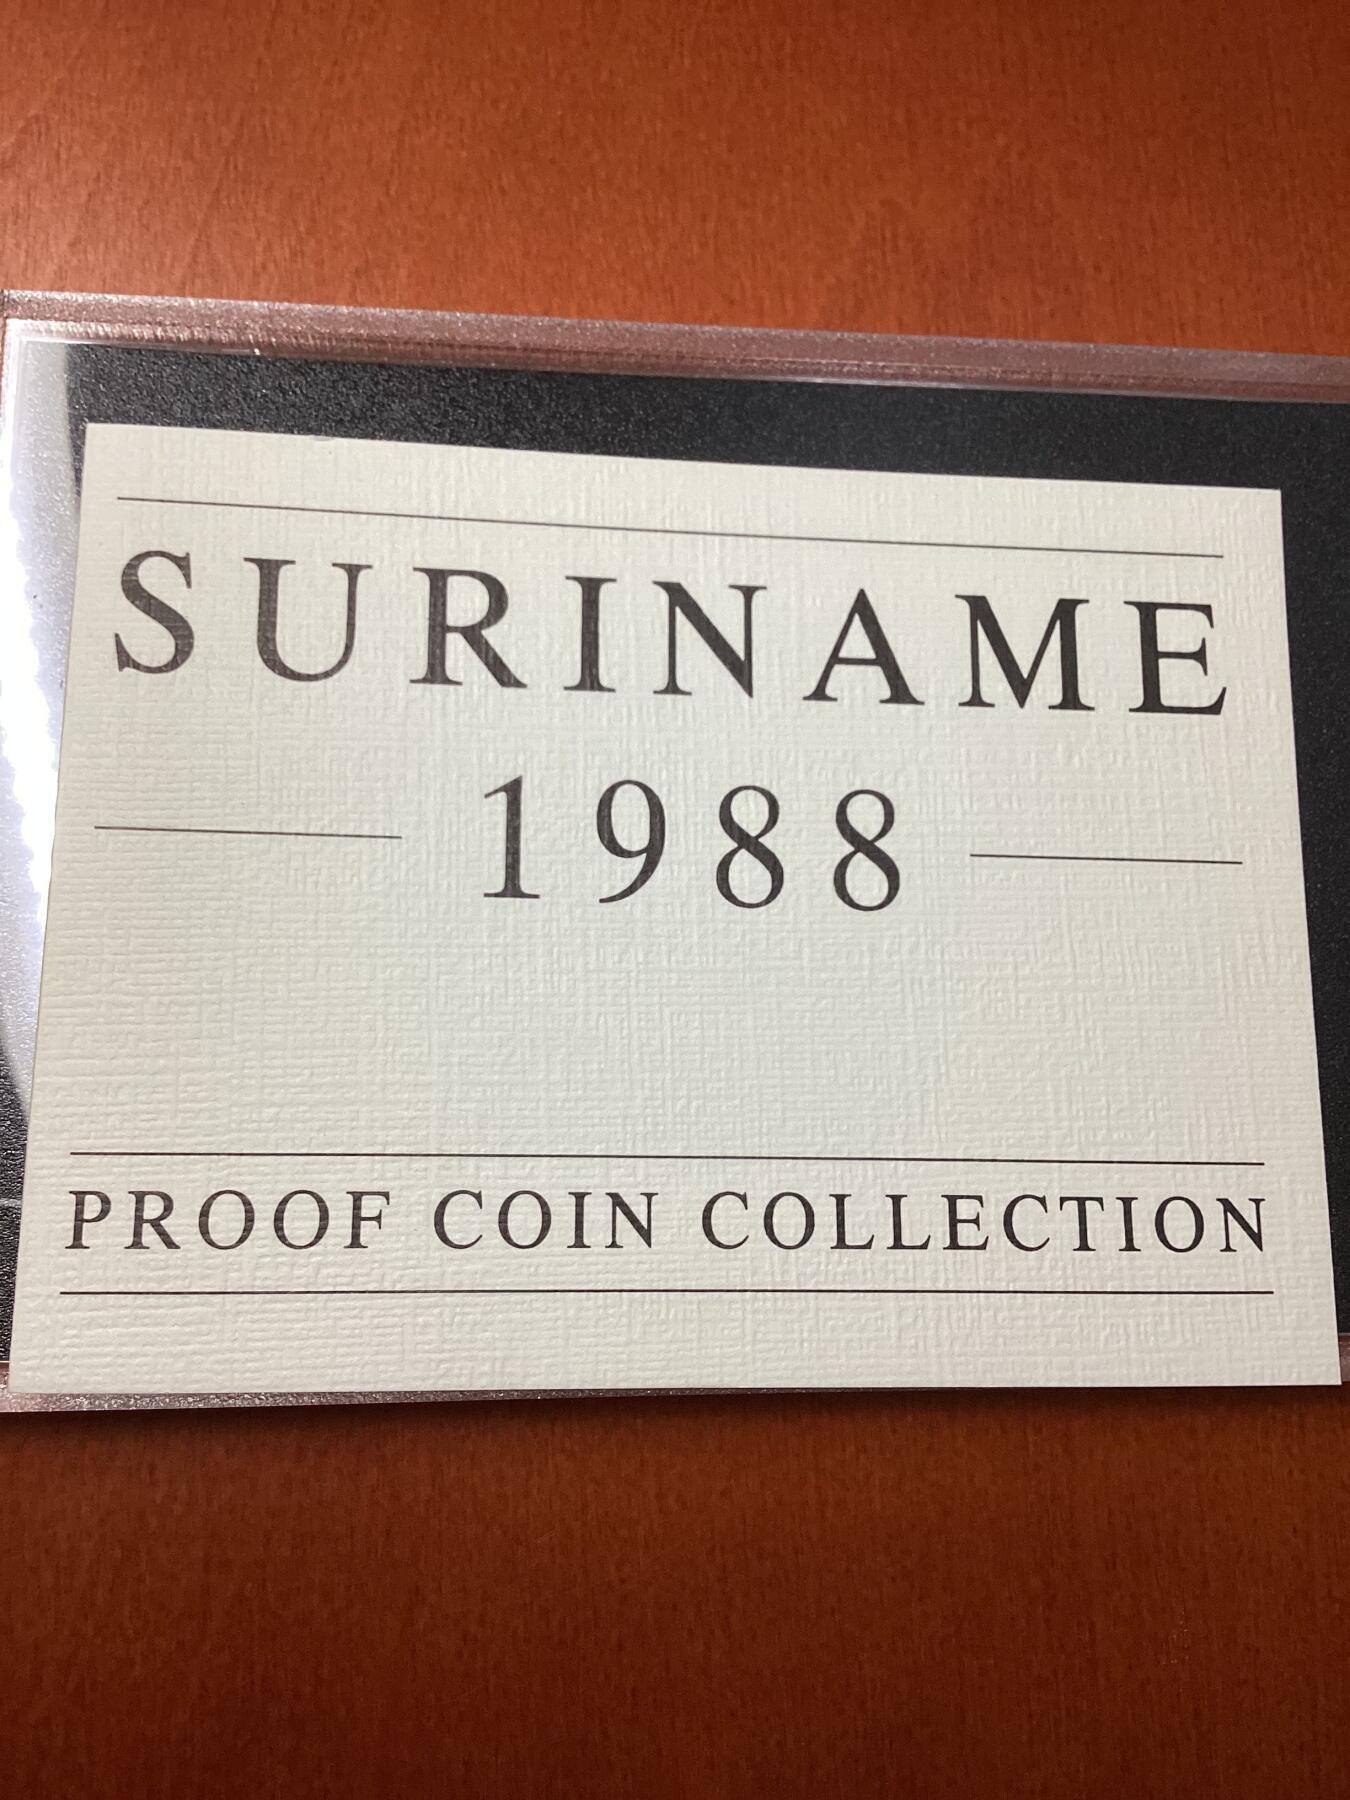 SURINAME
1988
PROOF COIN COLLECTION